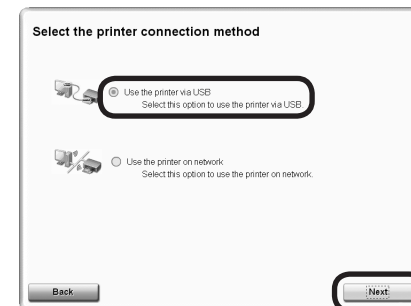 Select the printer connection method
Use the printer via USB
Select this option to use the printer via USB.
Use the printer on network
Select this option to use the printer on network.
Back
Next